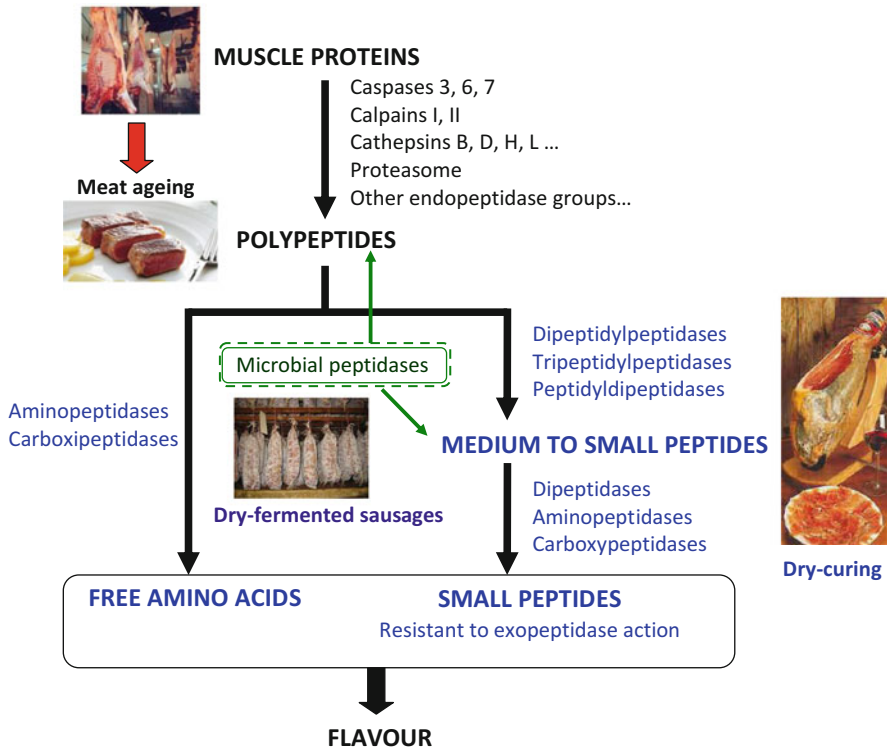 MUSCLE PROTEINS
Caspases 3, 6, 7
Calpains I, II
Cathepsins B, D, H, L ...
Proteasome
Other endopeptidase groups...
Meat ageing
POLYPEPTIDES
Microbial peptidases
Dipeptidylpeptidases
Tripeptidylpeptidases
Peptidyldipeptidases
Aminopeptidases
Carboxipeptidases
MEDIUM TO SMALL PEPTIDES
Dry-fermented sausages
Dipeptidases
Aminopeptidases
Carboxypeptidases
Dry-curing
FREE AMINO ACIDS
SMALL PEPTIDES
Resistant to exopeptidase action
FLAVOUR